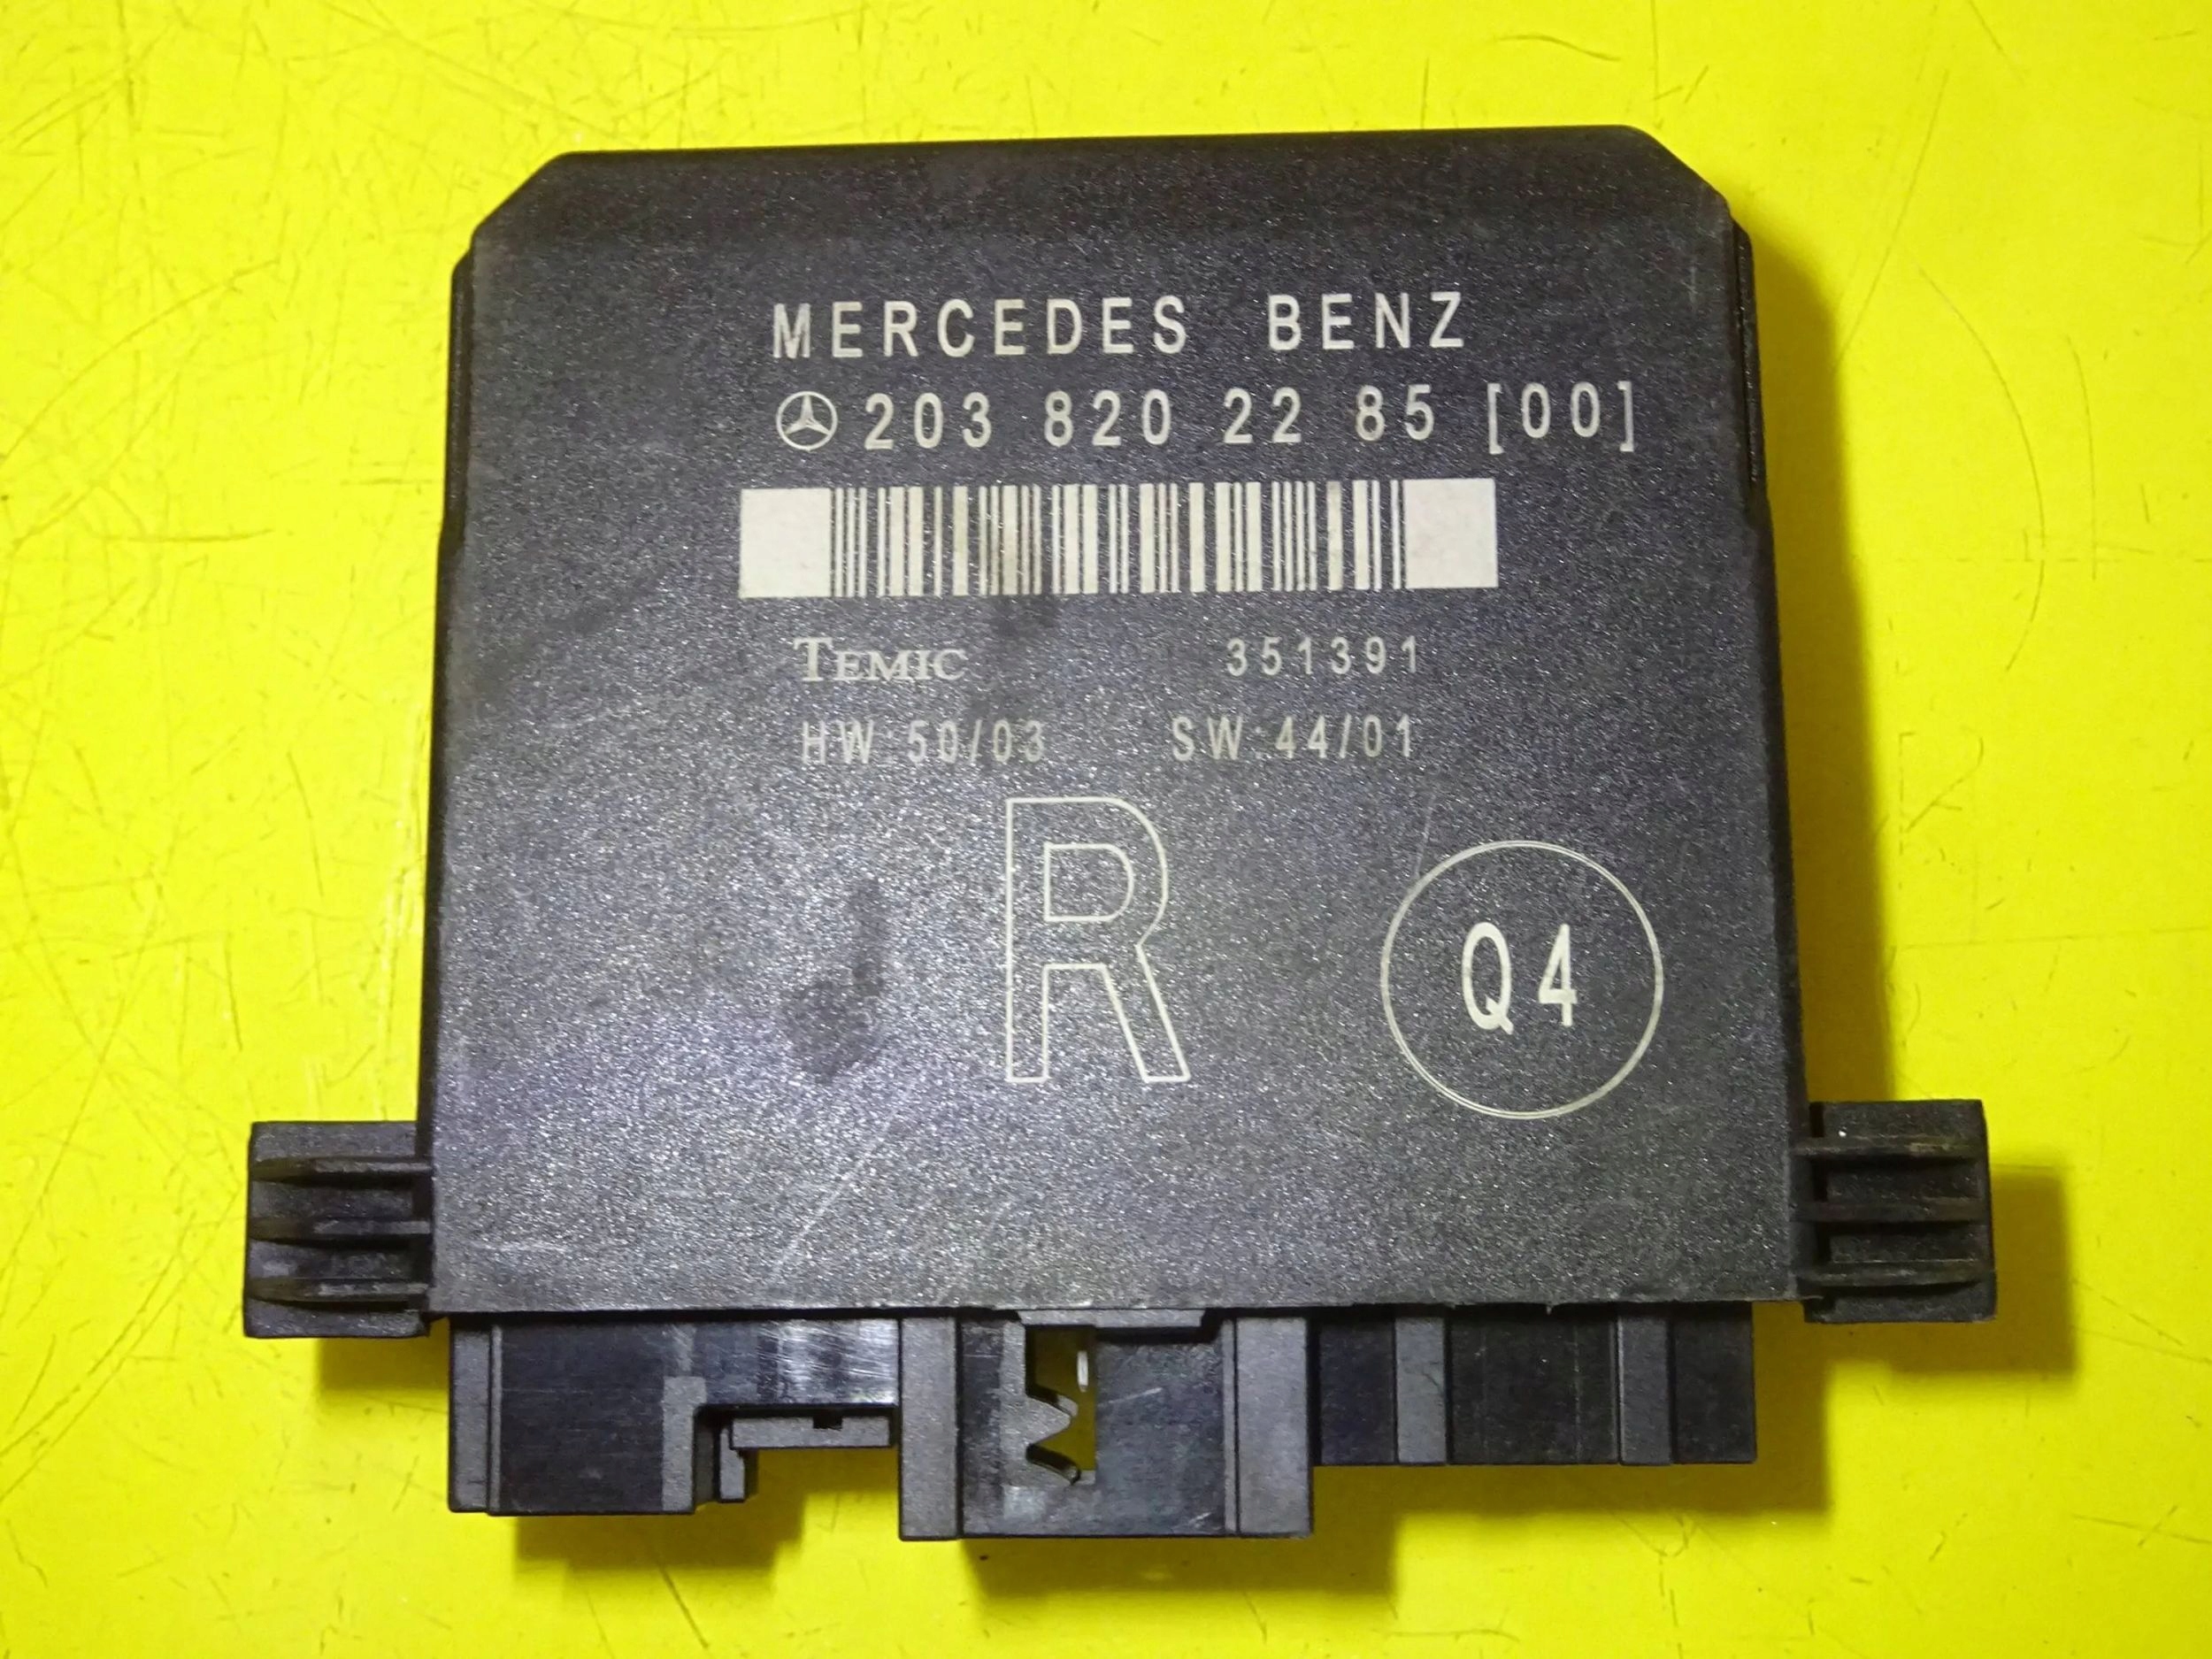 MERCEDES BENZ
203 820 22 85 [00]
TEMIC 351391
HW:50/03 SW:44/01
R
Q4